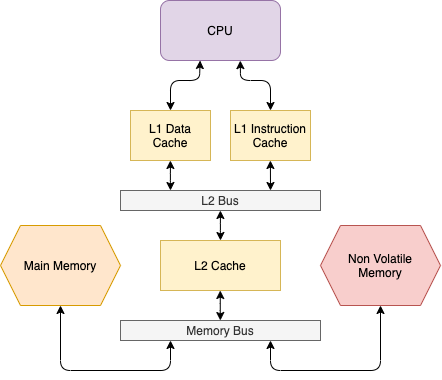 CPU
L1 Data
Cache
L1 Instruction
Cache
L2 Bus
Main Memory
L2 Cache
Non Volatile
Memory
Memory Bus